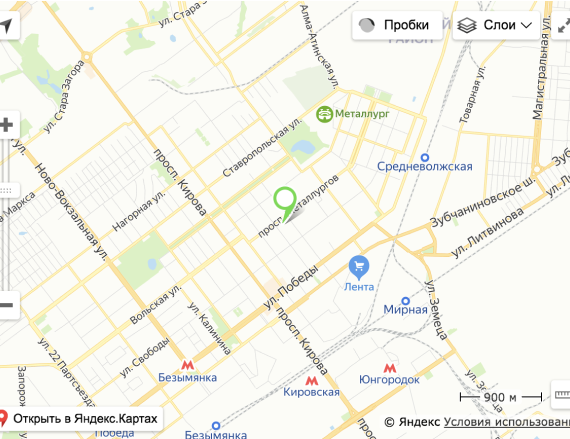 Пробки
Слои
РАЙОН
Алма-Атинская ул.
ул. Стара Загора
ул. Стара Загора
Товарная ул.
Магистральная ул.
Металлург
Ставропольская ул.
Средневолжская
Ново-Вокзальная ул.
просп. Кирова
Нагорная ул.
а Маркса
просп. Металлургов
Зубчаниновское ш.
ул. Литвинова
Вольская ул.
ул. Победы
Лента
ул. Калинина
ул. Свободы
просп. Кирова
Мирная
ул. Земеца
ул. 22 Партсъезда
Безымянка
Кировская
Юнгородок
900 м
Открыть в Яндекс.Картах
Победа
Безымянка
© Яндекс Условия использовани